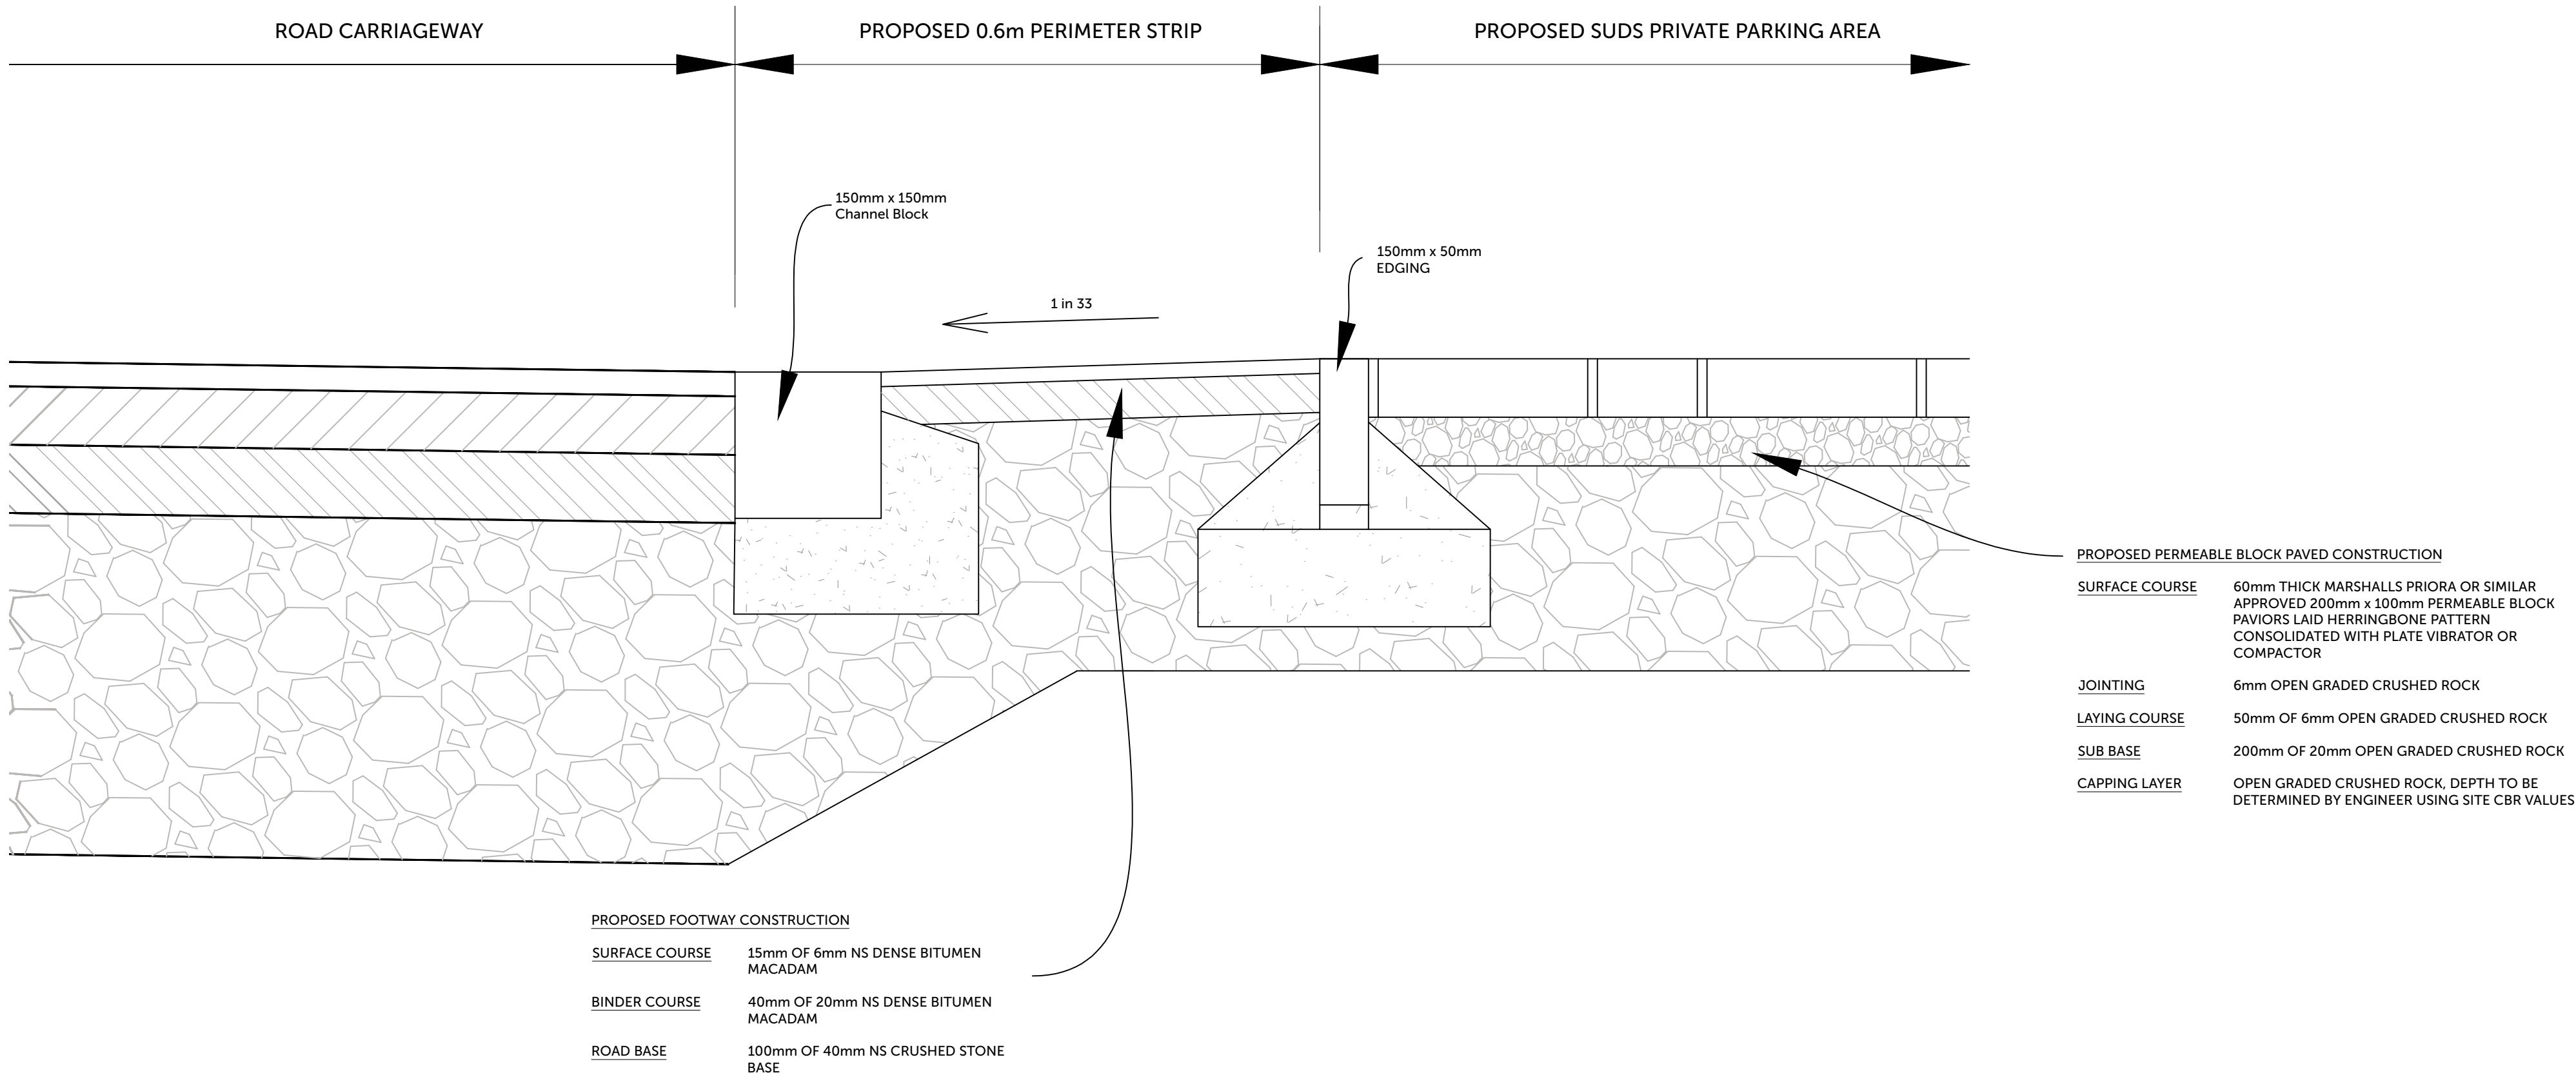 ROAD CARRIAGEWAY
PROPOSED 0.6m PERIMETER STRIP
PROPOSED SUDS PRIVATE PARKING AREA
150mm x 150mm
Channel Block
150mm x 50mm
EDGING
1 in 33
PROPOSED PERMEABLE BLOCK PAVED CONSTRUCTION
SURFACE COURSE 60mm THICK MARSHALLS PRIORA OR SIMILAR
APPROVED 200mm x 100mm PERMEABLE BLOCK
PAVIORS LAID HERRINGBONE PATTERN
CONSOLIDATED WITH PLATE VIBRATOR OR
COMPACTOR
JOINTING 6mm OPEN GRADED CRUSHED ROCK
LAYING COURSE 50mm OF 6mm OPEN GRADED CRUSHED ROCK
SUB BASE 200mm OF 20mm OPEN GRADED CRUSHED ROCK
CAPPING LAYER OPEN GRADED CRUSHED ROCK, DEPTH TO BE
DETERMINED BY ENGINEER USING SITE CBR VALUES
PROPOSED FOOTWAY CONSTRUCTION
SURFACE COURSE 15mm OF 6mm NS DENSE BITUMEN
MACADAM
BINDER COURSE 40mm OF 20mm NS DENSE BITUMEN
MACADAM
ROAD BASE 100mm OF 40mm NS CRUSHED STONE
BASE